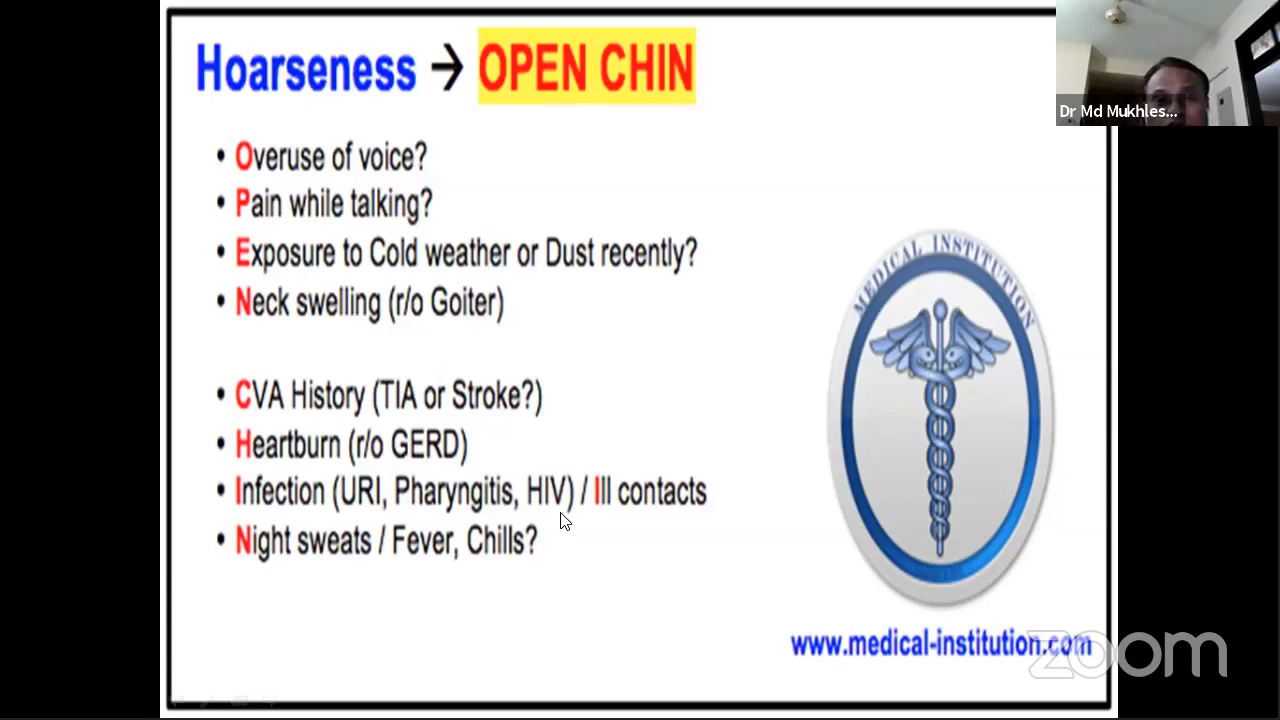 Hoarseness → OPEN CHIN
Dr Md Mukhles...
• Overuse of voice?
• Pain while talking?
• Exposure to Cold weather or Dust recently?
• Neck swelling (r/o Goiter)
• CVA History (TIA or Stroke?)
• Heartburn (r/o GERD)
• Infection (URI, Pharyngitis, HIV) / Ill contacts
• Night sweats / Fever, Chills?
MEDICAL INSTITUTION
www.medical-institution.com
zoom